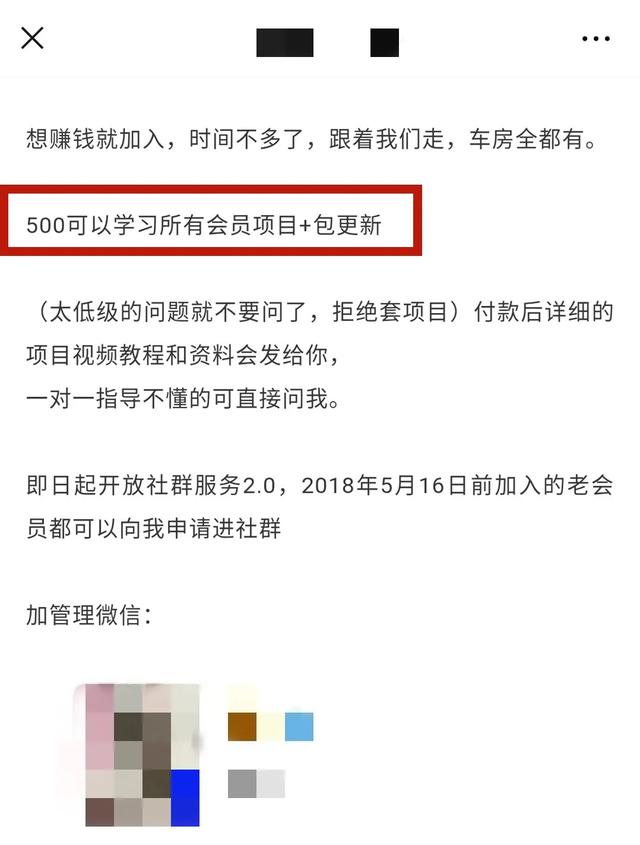 想赚钱就加入，时间不多了，跟着我们走，车房全都有。
500可以学习所有会员项目+包更新
（太低级的问题就不要问了，拒绝套项目）付款后详细的
项目视频教程和资料会发给你，
一对一指导不懂的可直接问我。
即日起开放社群服务2.0，2018年5月16日前加入的老会
员都可以向我申请进社群
加管理微信：